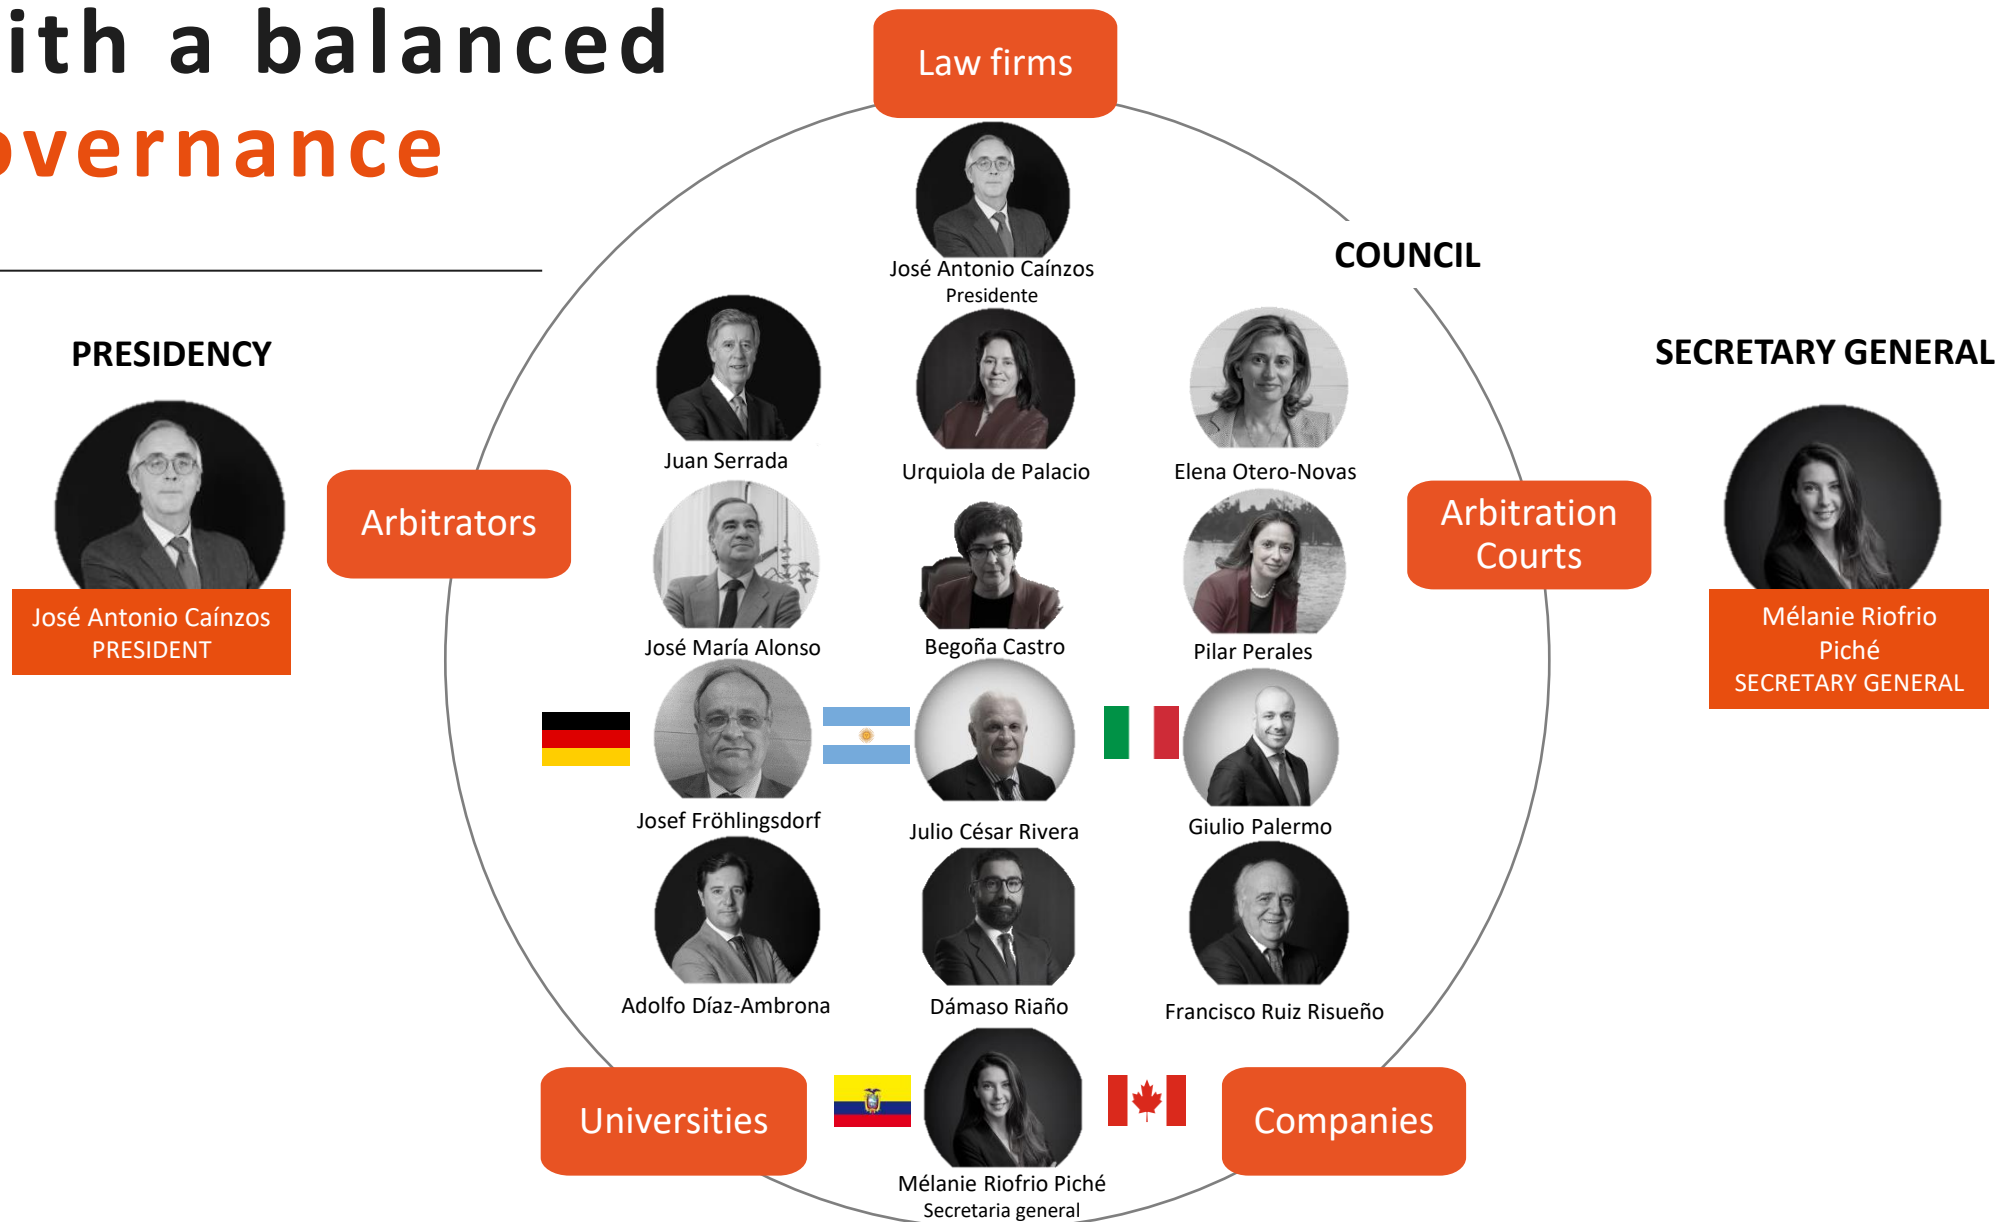 ith a balanced
overnance
Law firms
José Antonio Caínzos
Presidente
COUNCIL
PRESIDENCY
SECRETARY GENERAL
Juan Serrada
Urquiola de Palacio
Elena Otero-Novas
Arbitrators
Arbitration
Courts
José Antonio Caínzos
PRESIDENT
Mélanie Riofrio
Piché
SECRETARY GENERAL
José María Alonso
Begoña Castro
Pilar Perales
Josef Fröhlingsdorf
Julio César Rivera
Giulio Palermo
Adolfo Díaz-Ambrona
Dámaso Riaño
Francisco Ruiz Risueño
Universities
Companies
Mélanie Riofrio Piché
Secretaria general